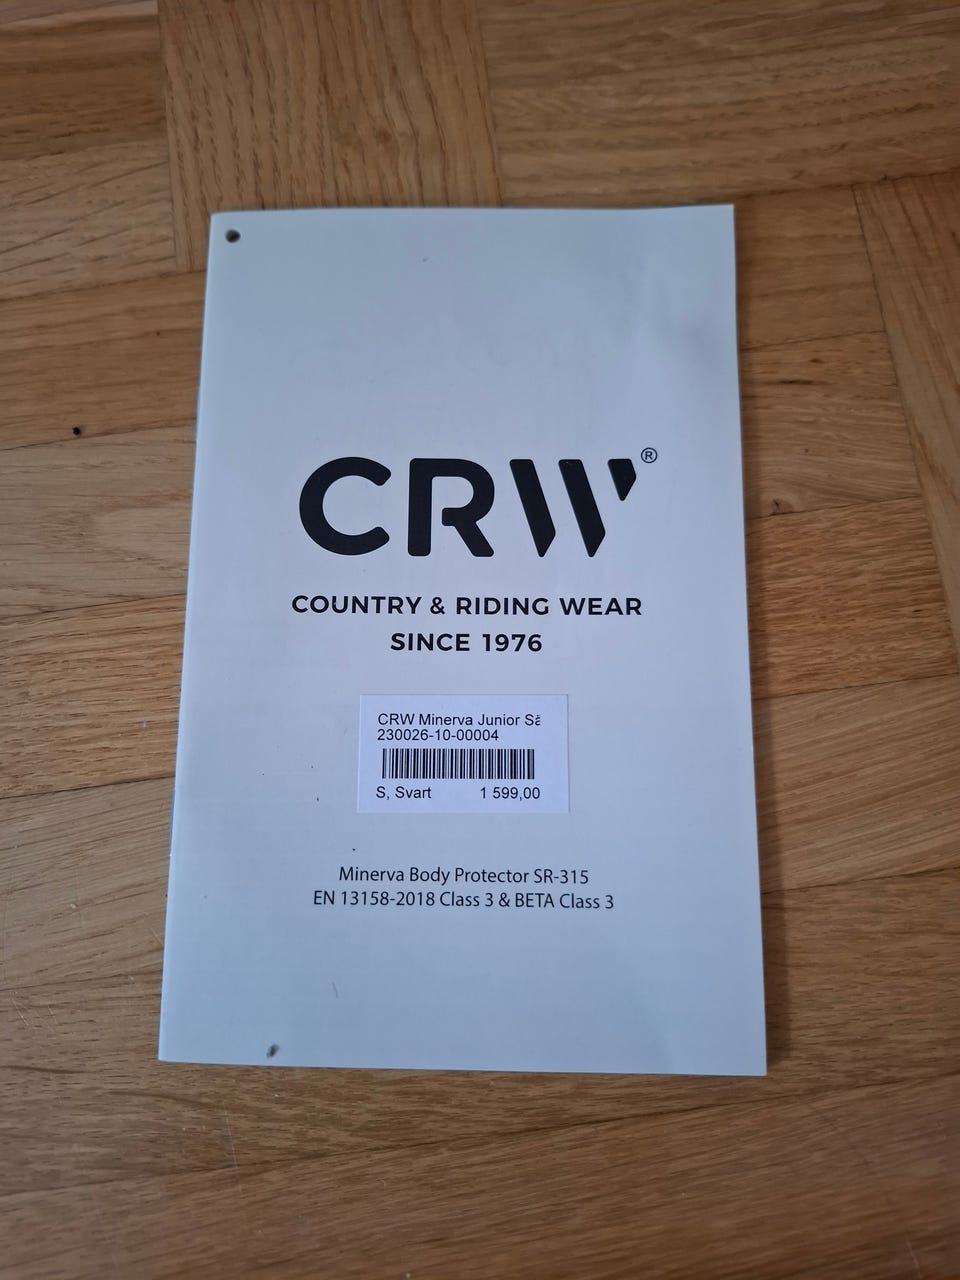 CRW®
COUNTRY & RIDING WEAR
SINCE 1976
CRW Minerva Junior
230026-10-00004
S, Svart 1 599,00
Minerva Body Protector SR-315
EN 13158-2018 Class 3 & BETA Class 3